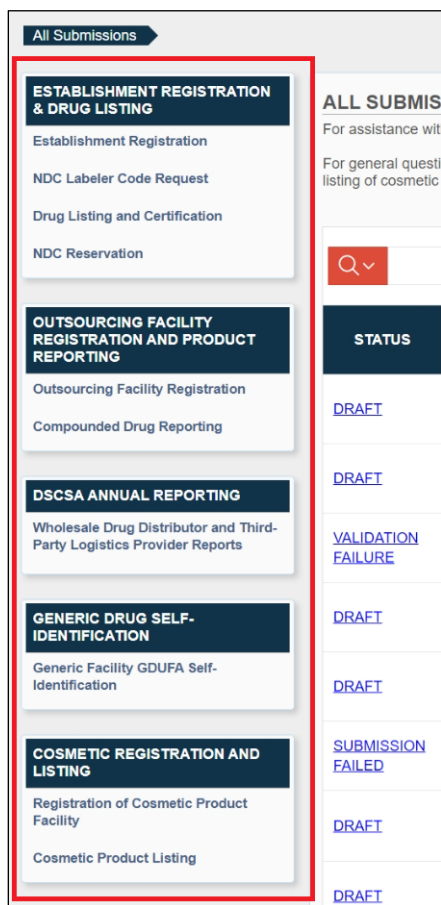 All Submissions
ESTABLISHMENT REGISTRATION
& DRUG LISTING
Establishment Registration
NDC Labeler Code Request
Drug Listing and Certification
NDC Reservation
OUTSOURCING FACILITY
REGISTRATION AND PRODUCT
REPORTING
Outsourcing Facility Registration
Compounded Drug Reporting
DSCSA ANNUAL REPORTING
Wholesale Drug Distributor and Third-
Party Logistics Provider Reports
GENERIC DRUG SELF-
IDENTIFICATION
Generic Facility GDUFA Self-
Identification
COSMETIC REGISTRATION AND
LISTING
Registration of Cosmetic Product
Facility
Cosmetic Product Listing
ALL SUBMIS
For assistance wit
For general questi
listing of cosmetic
STATUS
DRAFT
DRAFT
VALIDATION
FAILURE
DRAFT
DRAFT
SUBMISSION
FAILED
DRAFT
DRAFT